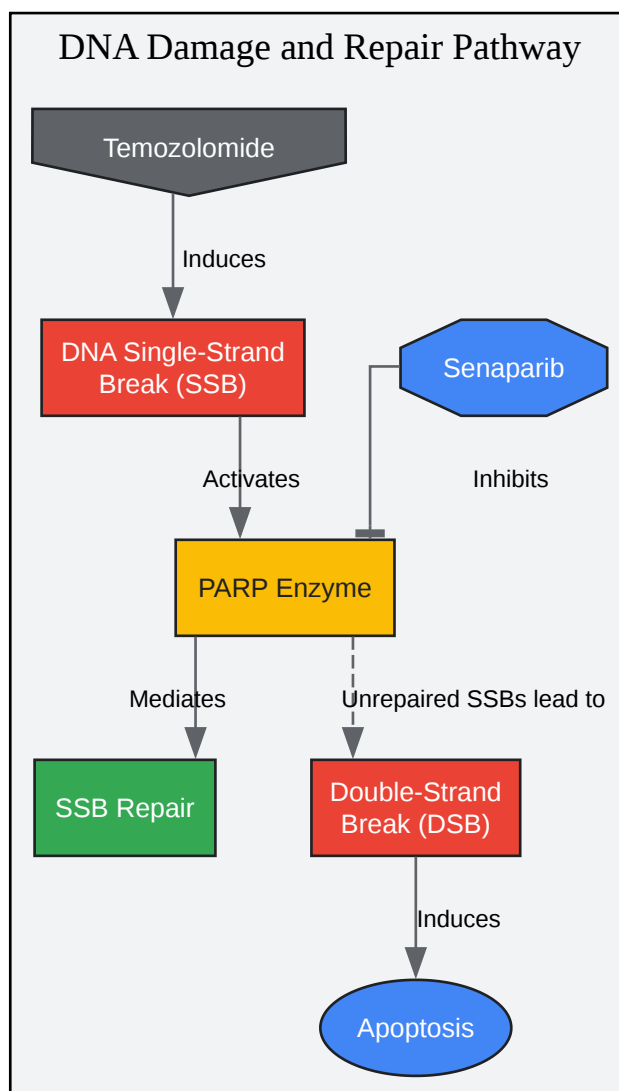 DNA Damage and Repair Pathway
Temozolomide
Induces
DNA Single-Strand
Break (SSB)
Senaparib
Activates
Inhibits
PARP Enzyme
Mediates
Unrepaired SSBs lead to
SSB Repair
Double-Strand
Break (DSB)
Induces
Apoptosis